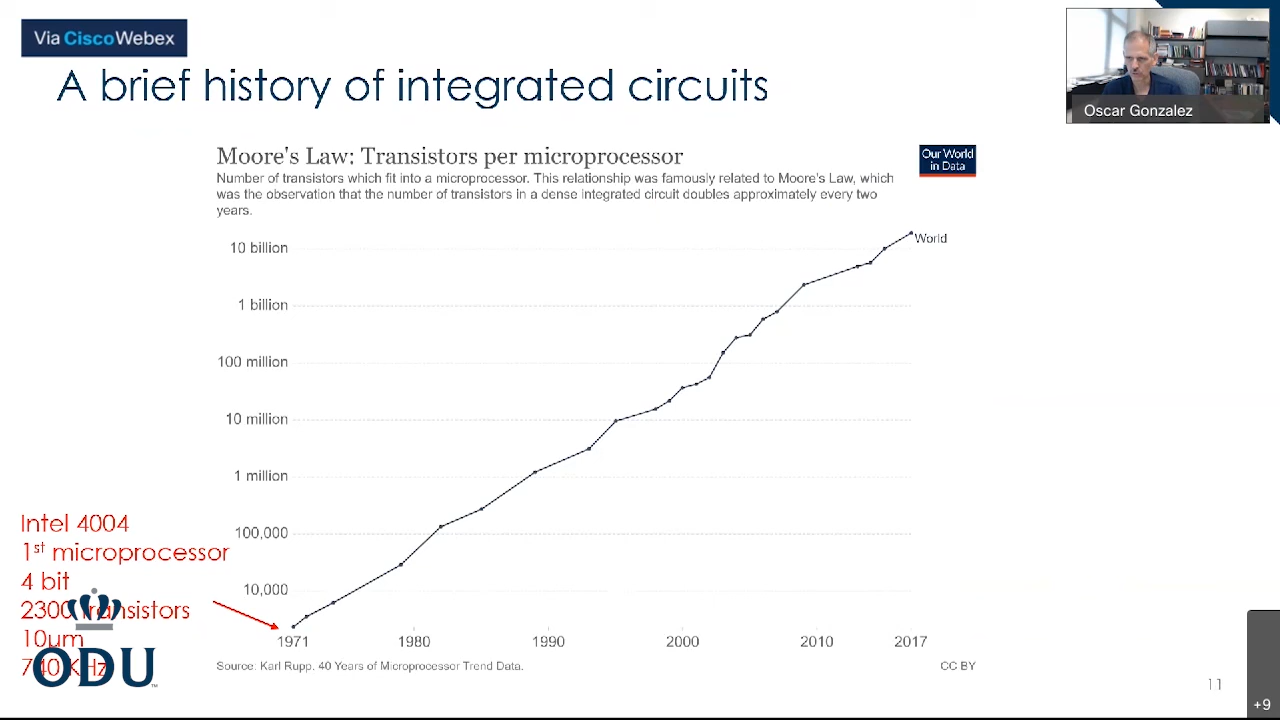 Via CiscoWebex
A brief history of integrated circuits
Oscar Gonzalez
Moore's Law: Transistors per microprocessor
Our World
in Data
Number of transistors which fit into a microprocessor. This relationship was famously related to Moore's Law, which
was the observation that the number of transistors in a dense integrated circuit doubles approximately every two
years.
10 billion
World
1 billion
100 million
10 million
1 million
100,000
10,000
Intel 4004
1st microprocessor
4 bit
2300 transistors
10um
740 KHz
ODU
TM
1971
1980
1990
2000
2010
2017
Source: Karl Rupp. 40 Years of Microprocessor Trend Data.
CC BY
11
+9